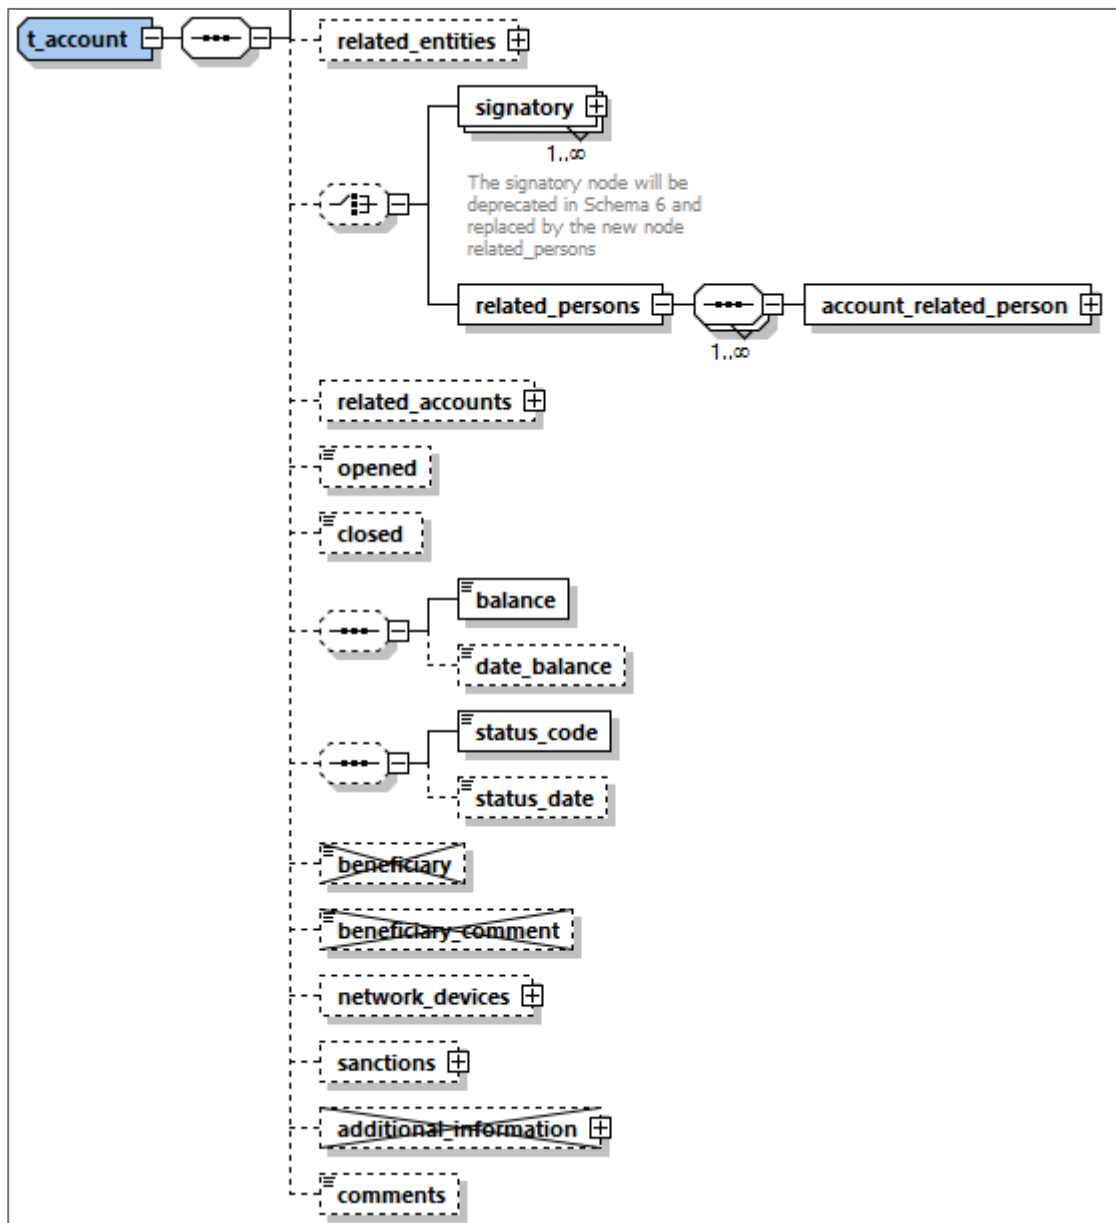 t_account
related_entities
signatory
1..∞
The signatory node will be
deprecated in Schema 6 and
replaced by the new node
related_persons
related_persons
account_related_person
1..∞
related_accounts
opened
closed
balance
date_balance
status_code
status_date
beneficiary
beneficiary_comment
network_devices
sanctions
additional_information
comments